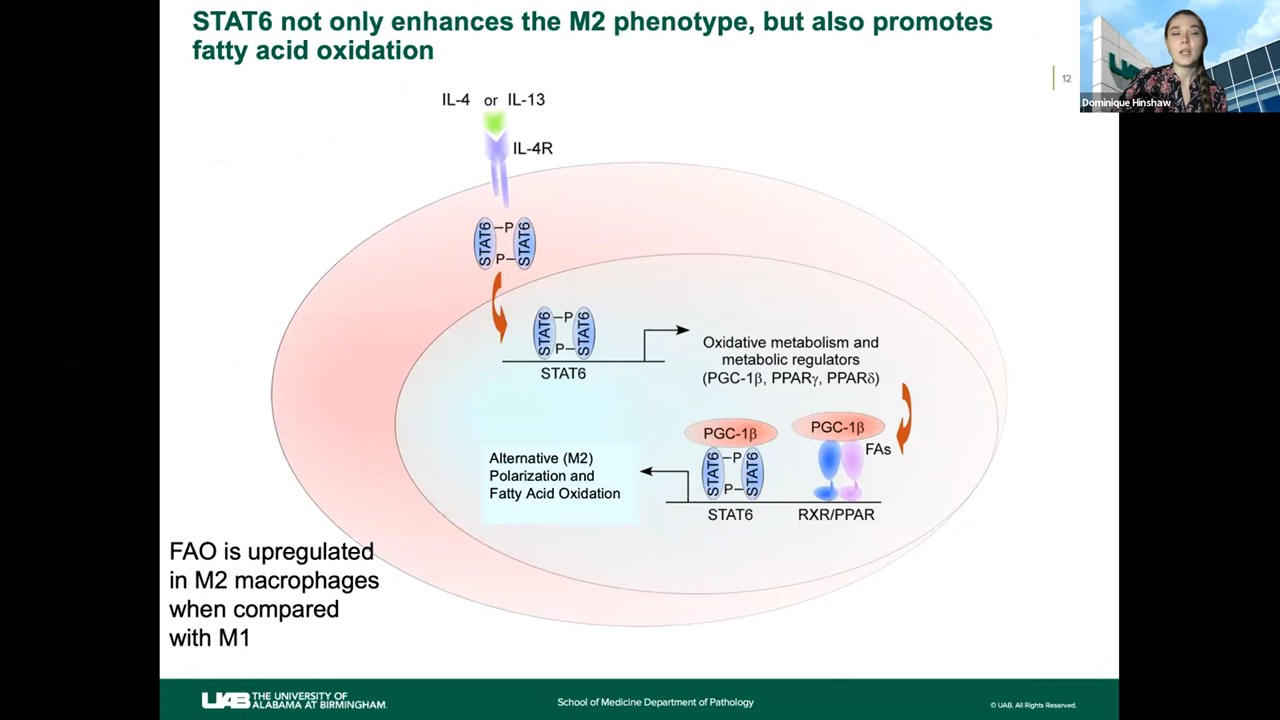 STAT6 not only enhances the M2 phenotype, but also promotes
fatty acid oxidation
12
Dominique Hinshaw
IL-4 or IL-13
IL-4R
STAT6 P STAT6
P
STAT6 P STAT6
P
STAT6
Oxidative metabolism and
metabolic regulators
(PGC-1β, PPARγ, PPARδ)
PGC-1β
PGC-1β
FAs
STAT6 P STAT6
P
STAT6
RXR/PPAR
Alternative (M2)
Polarization and
Fatty Acid Oxidation
FAO is upregulated
in M2 macrophages
when compared
with M1
UAB THE UNIVERSITY OF
ALABAMA AT BIRMINGHAM.
School of Medicine Department of Pathology
© UAB. All Rights Reserved.